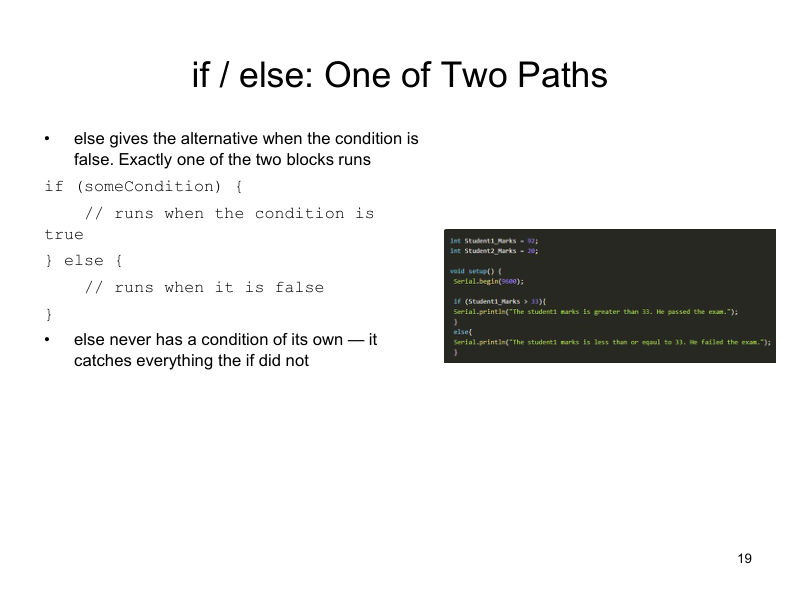 if / else: One of Two Paths
• else gives the alternative when the condition is
false. Exactly one of the two blocks runs
if (someCondition) {
// runs when the condition is
true
} else {
// runs when it is false
}
• else never has a condition of its own — it
catches everything the if did not
int Student1_Marks = 92;
int Student2_Marks = 20;
void setup() {
Serial.begin(9600);
if (Student1_Marks > 33){
Serial.println("The student1 marks is greater than 33. He passed the exam.");
}
else{
Serial.println("The student1 marks is less than or eqaul to 33. He failed the exam.");
}
19